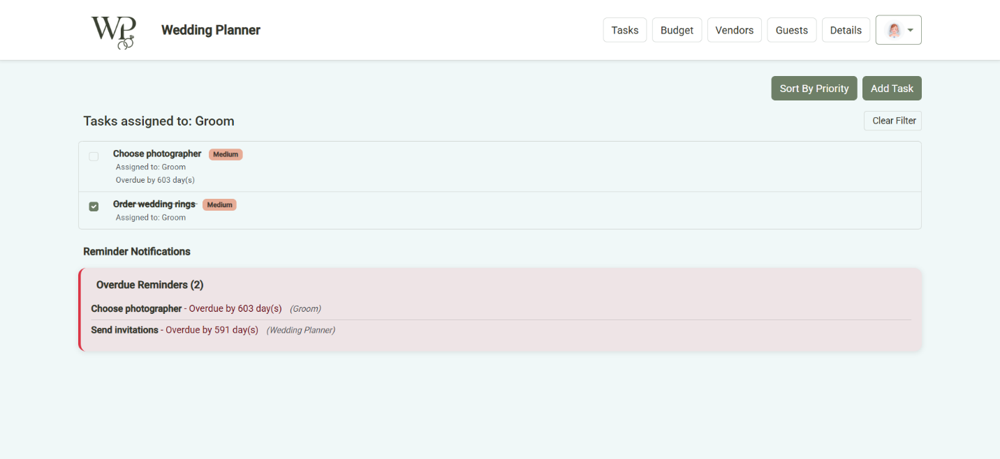 WP Wedding Planner Tasks Budget Vendors Guests Details
Sort By Priority Add Task
Tasks assigned to: Groom Clear Filter
Choose photographer Medium
Assigned to: Groom
Overdue by 603 day(s)
Order wedding rings Medium
Assigned to: Groom
Reminder Notifications
Overdue Reminders (2)
Choose photographer - Overdue by 603 day(s) (Groom)
Send invitations - Overdue by 591 day(s) (Wedding Planner)